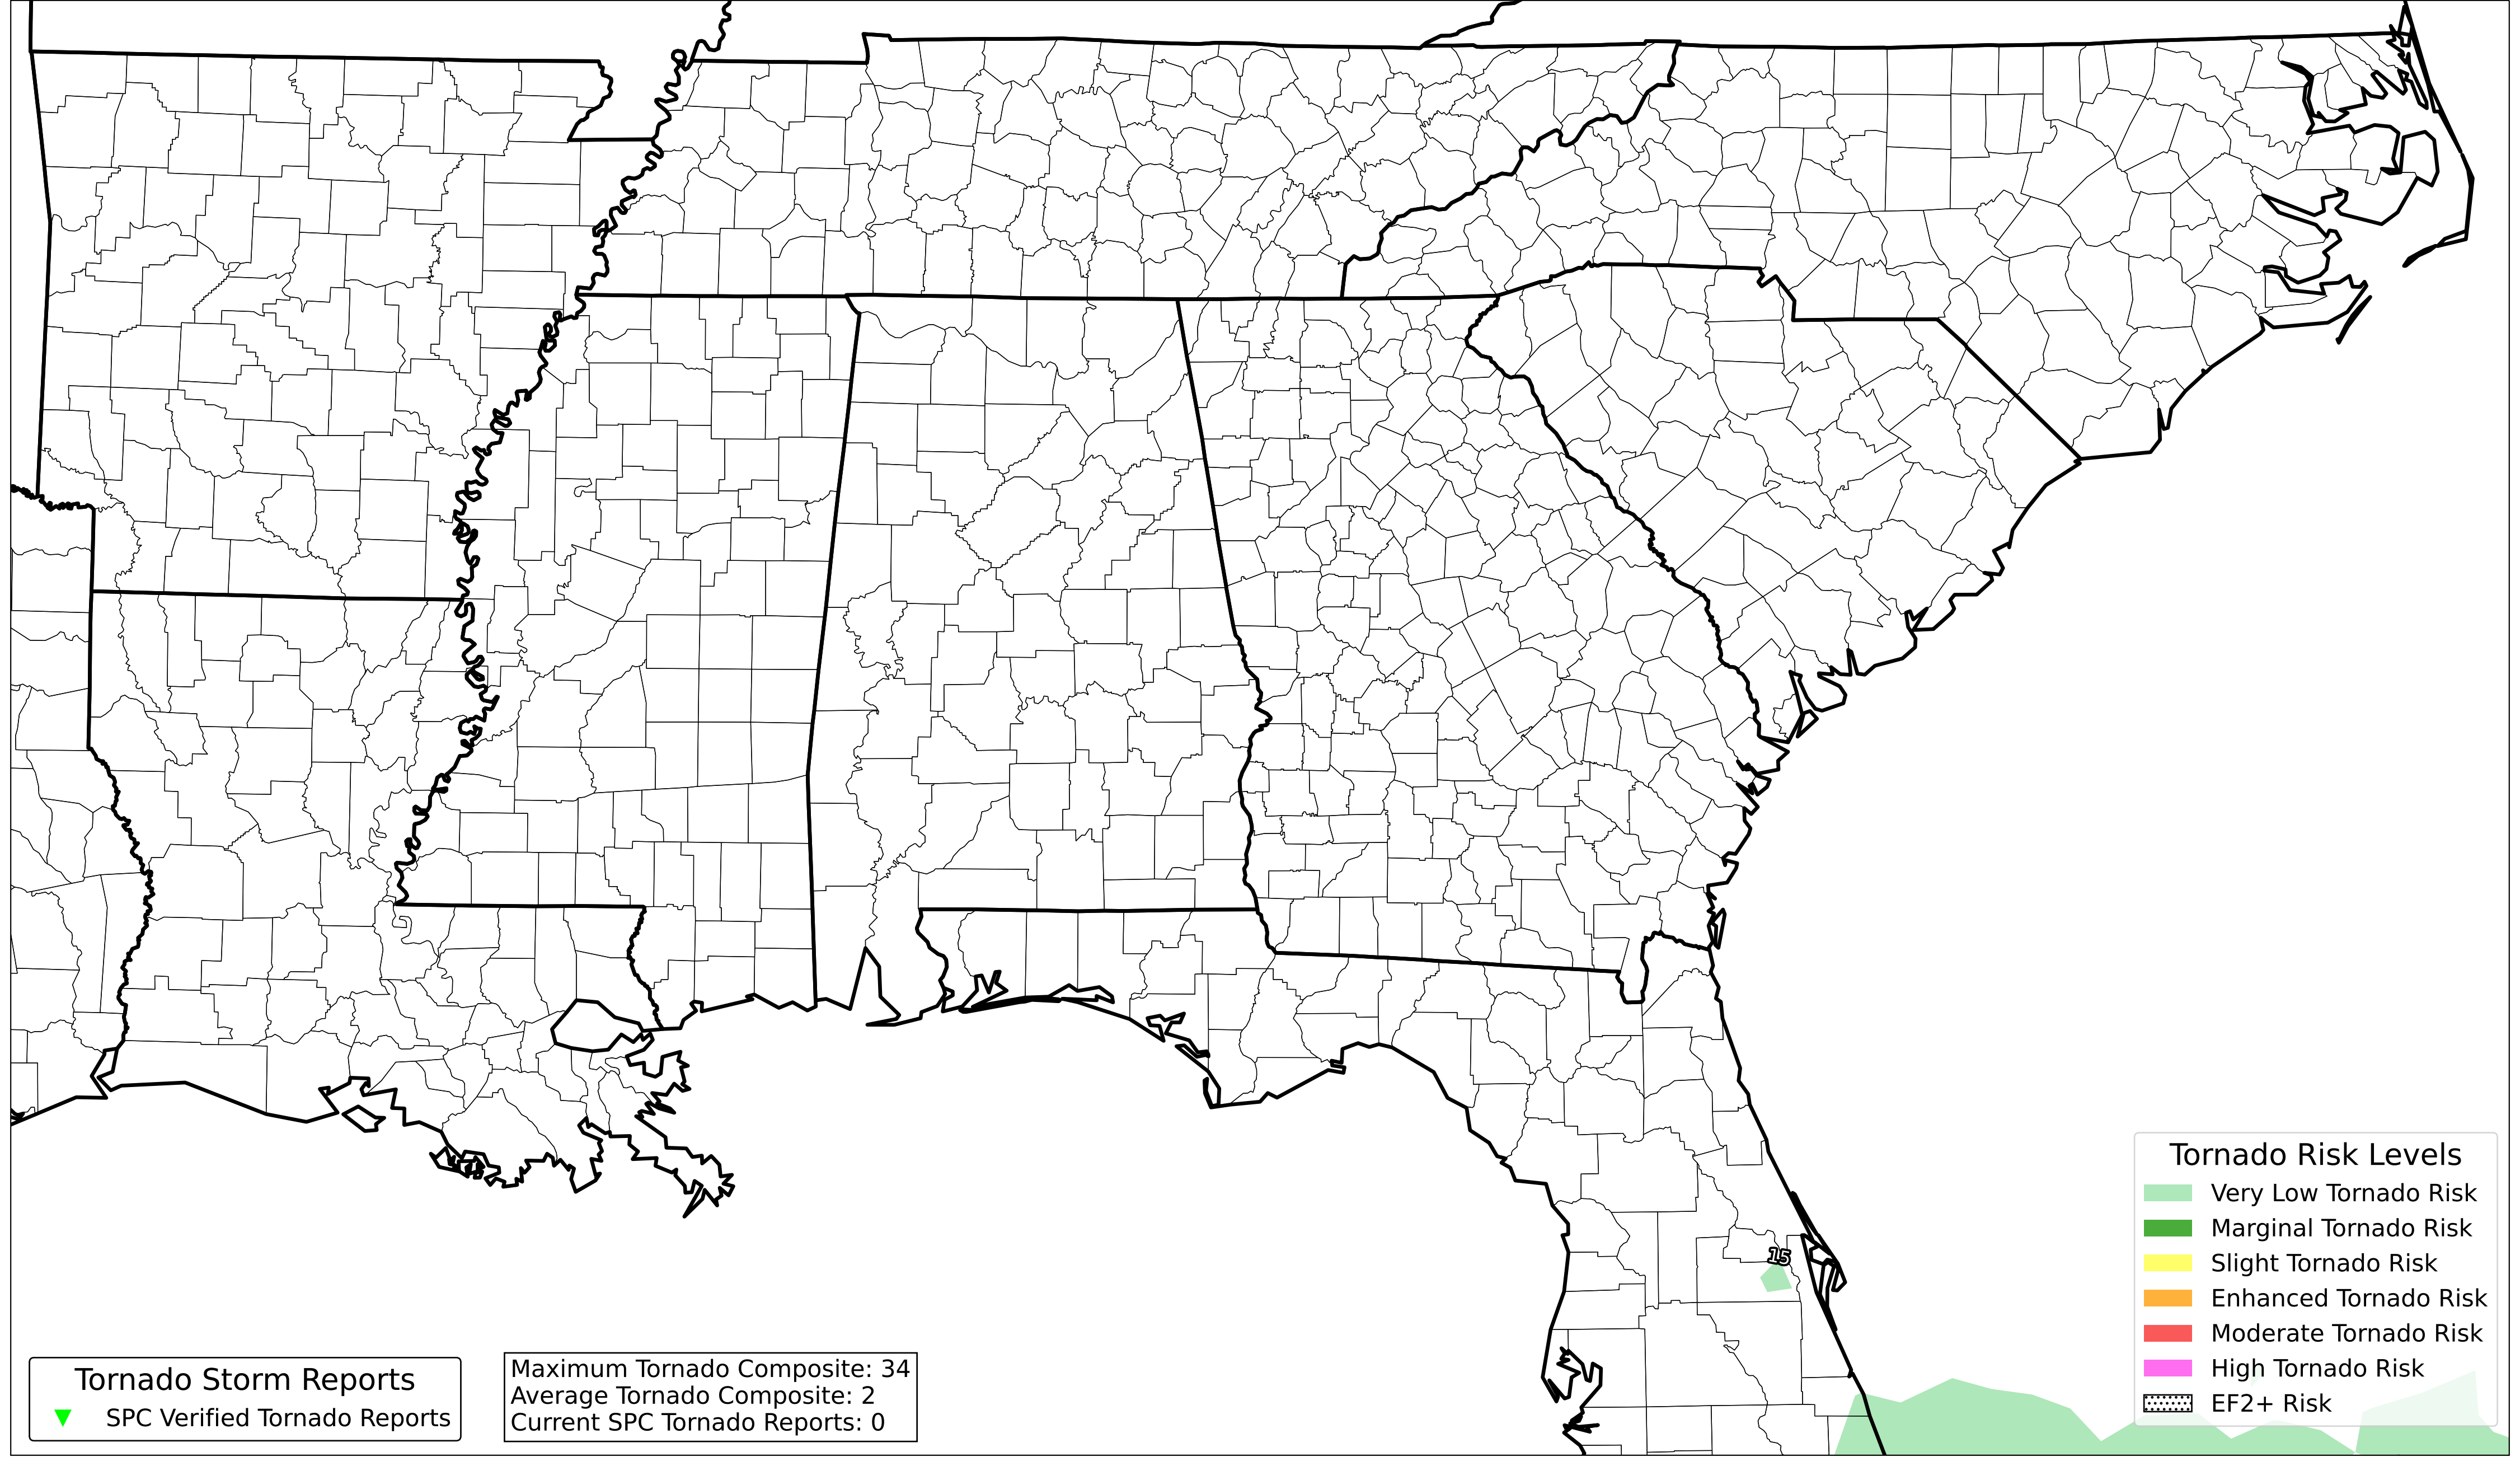 15
Tornado Risk Levels
Very Low Tornado Risk
Marginal Tornado Risk
Slight Tornado Risk
Enhanced Tornado Risk
Moderate Tornado Risk
High Tornado Risk
EF2+ Risk
Tornado Storm Reports
SPC Verified Tornado Reports
Maximum Tornado Composite: 34
Average Tornado Composite: 2
Current SPC Tornado Reports: 0